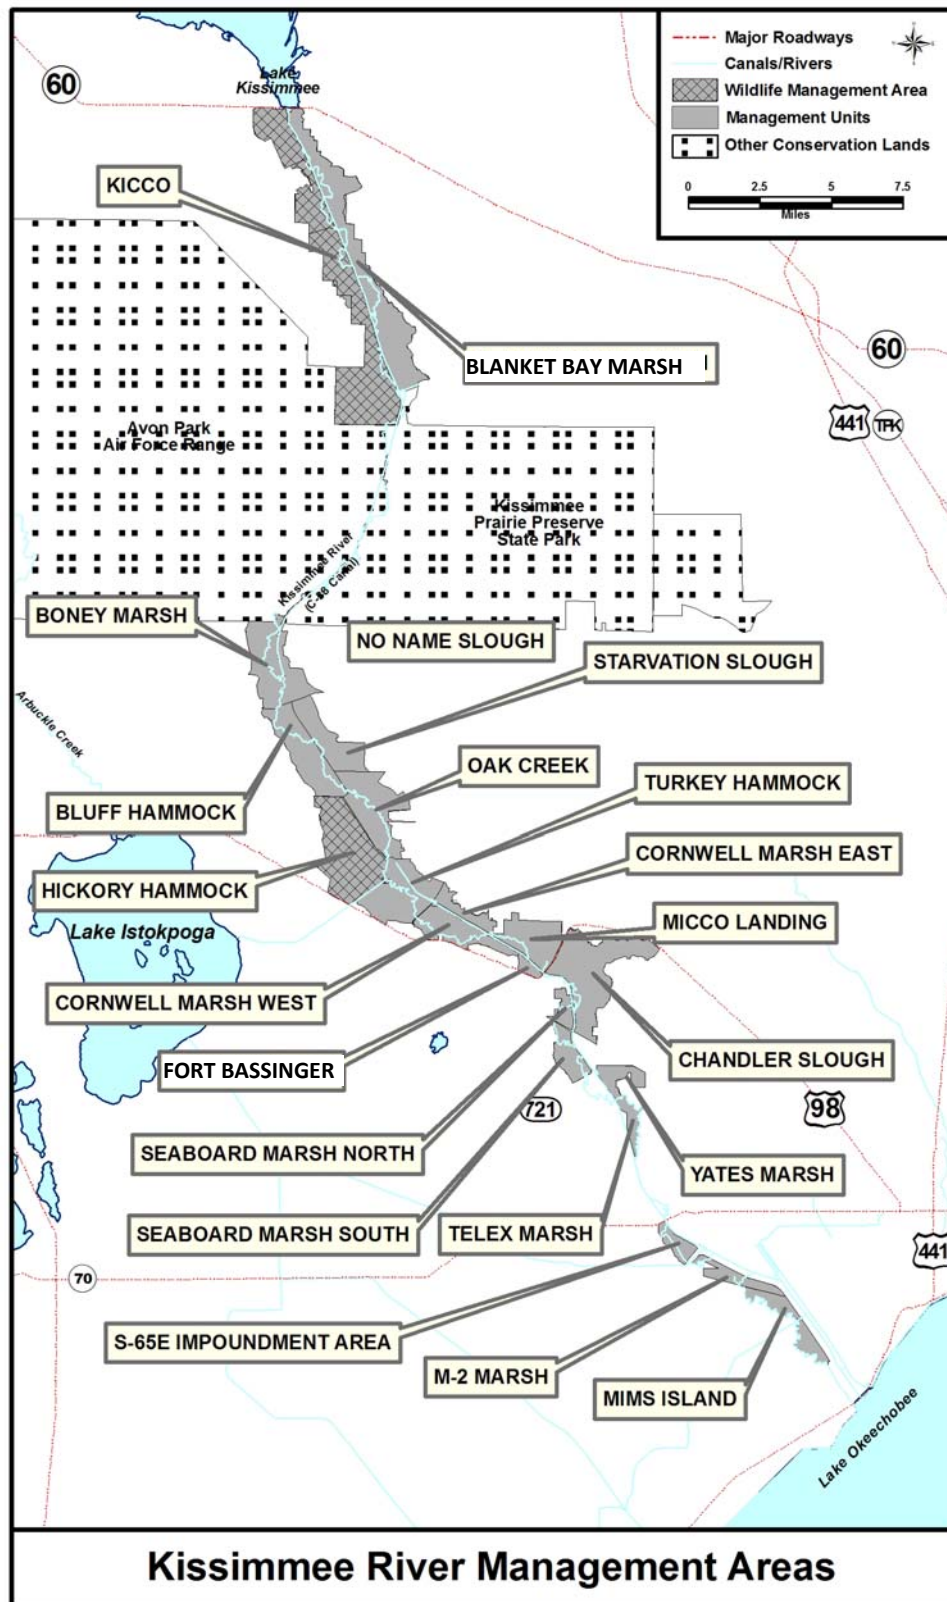 Major Roadways
Canals/Rivers
Wildlife Management Area
Management Units
Other Conservation Lands
0 2.5 5 7.5
Miles
Lake
Kissimmee
60
KICCO
BLANKET BAY MARSH
60
441
TPK
Avon Park
Air Force Range
Kissimmee
Prairie Preserve
State Park
Kissimmee River
(C-38 Canal)
BONEY MARSH
NO NAME SLOUGH
STARVATION SLOUGH
Arbuckle Creek
OAK CREEK
TURKEY HAMMOCK
BLUFF HAMMOCK
CORNWELL MARSH EAST
HICKORY HAMMOCK
MICCO LANDING
Lake Istokpoga
CORNWELL MARSH WEST
CHANDLER SLOUGH
FORT BASSINGER
721
98
SEABOARD MARSH NORTH
YATES MARSH
SEABOARD MARSH SOUTH
TELEX MARSH
441
70
S-65E IMPOUNDMENT AREA
M-2 MARSH
MIMS ISLAND
Lake Okeechobee
Kissimmee River Management Areas